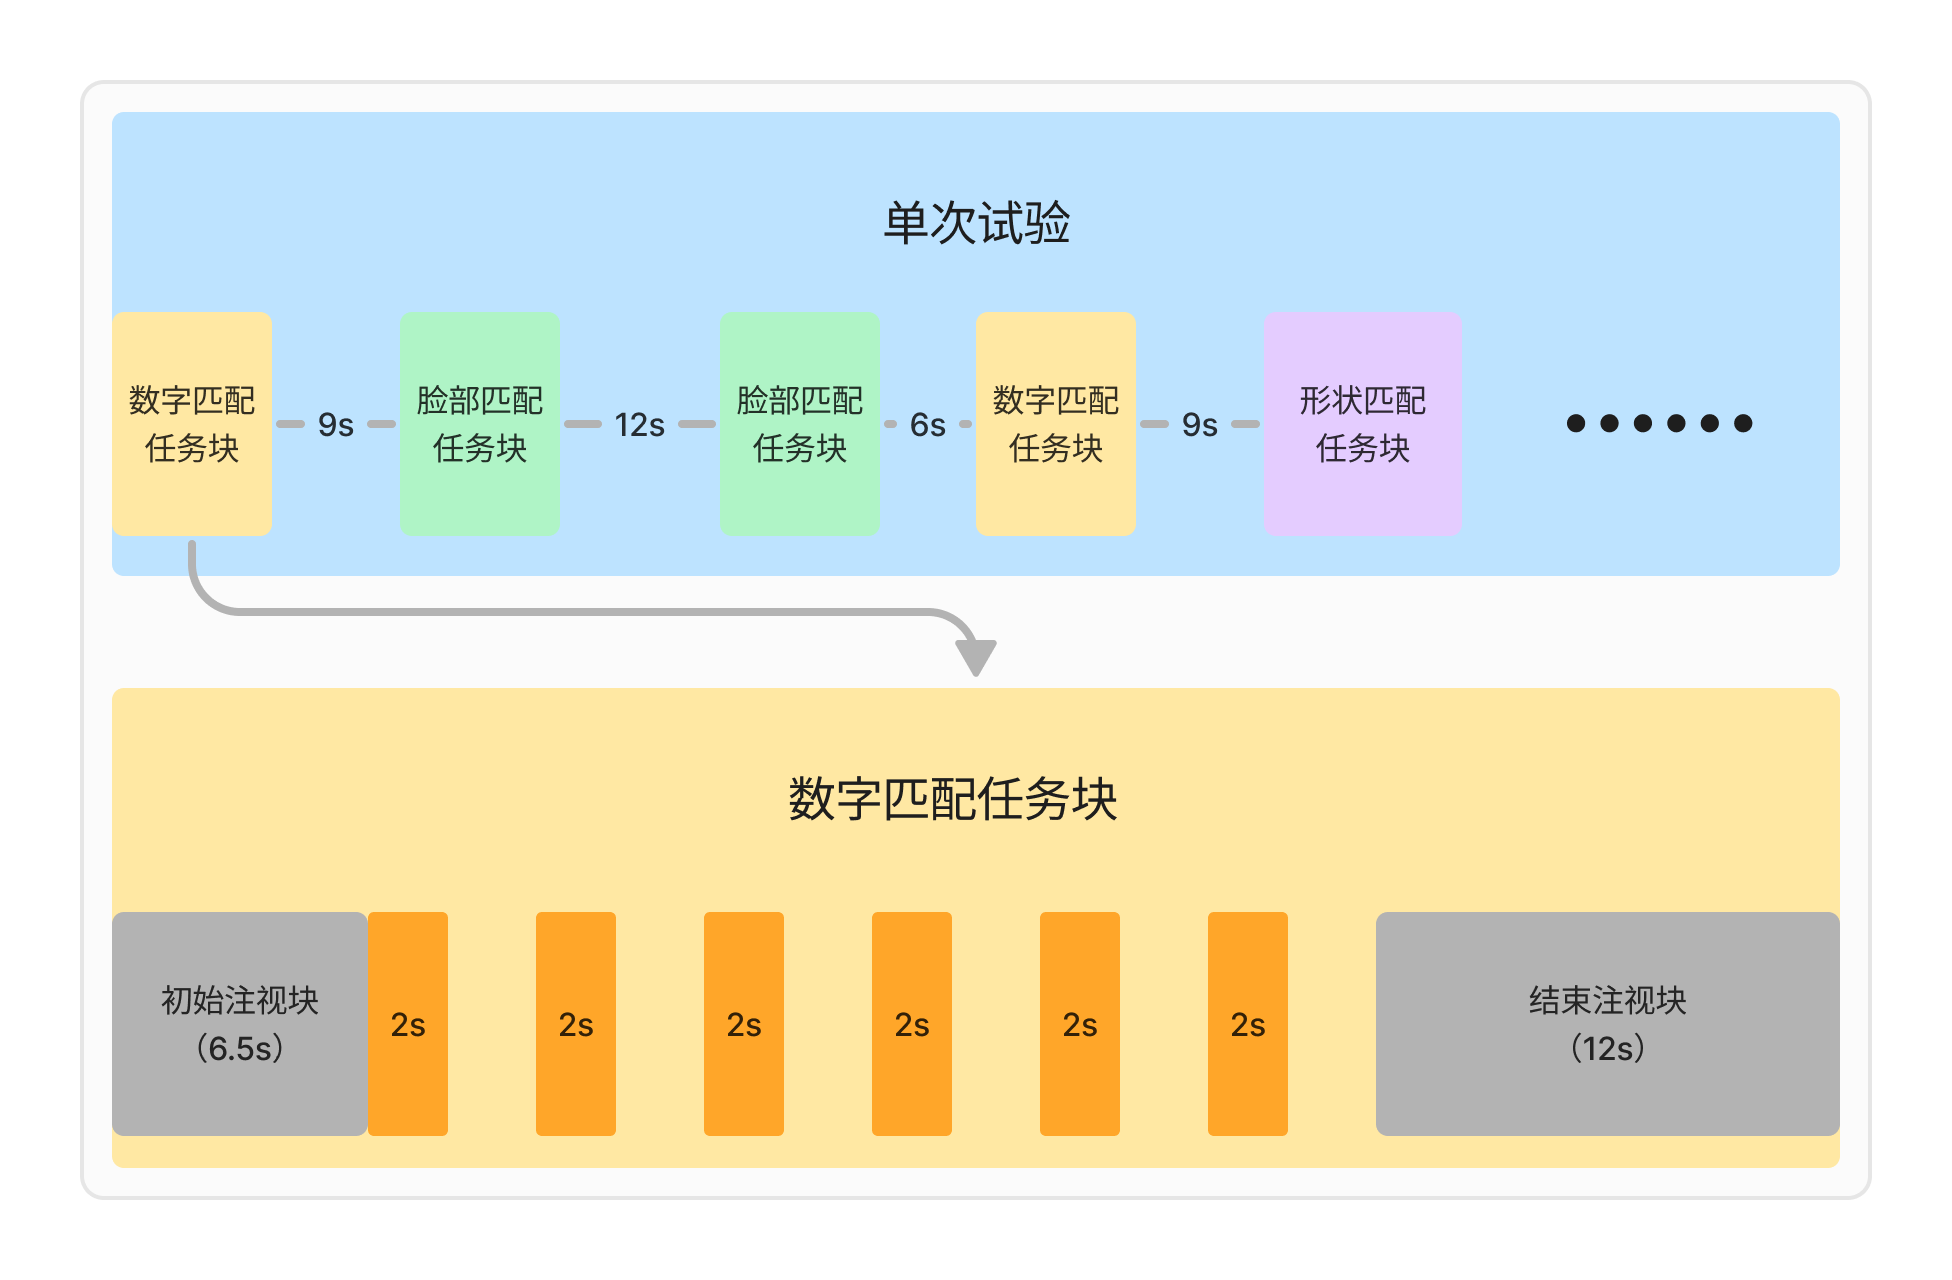 单次试验
数字匹配
任务块
9s
脸部匹配
任务块
12s
脸部匹配
任务块
6s
数字匹配
任务块
9s
形状匹配
任务块
••••••
数字匹配任务块
初始注视块
（6.5s）
2s
2s
2s
2s
2s
2s
结束注视块
（12s）